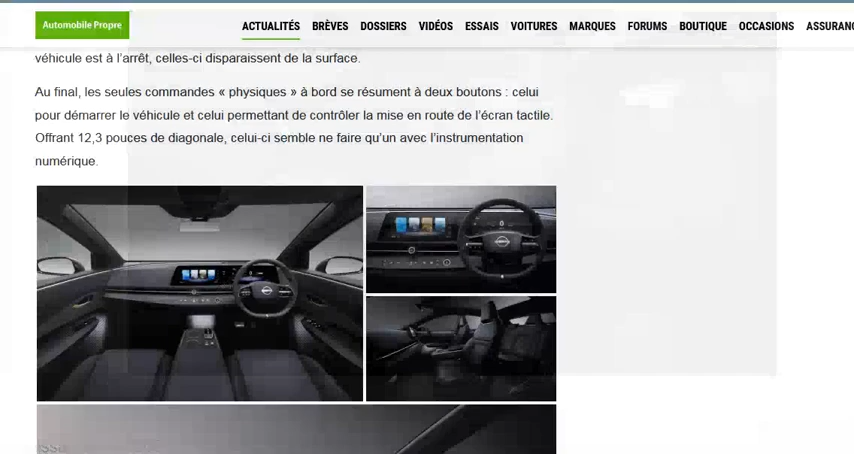 Automobile Propre
ACTUALITÉS BRÈVES DOSSIERS VIDÉOS ESSAIS VOITURES MARQUES FORUMS BOUTIQUE OCCASIONS ASSURANC
véhicule est à l’arrêt, celles-ci disparaissent de la surface.
Au final, les seules commandes « physiques » à bord se résument à deux boutons : celui
pour démarrer le véhicule et celui permettant de contrôler la mise en route de l’écran tactile.
Offrant 12,3 pouces de diagonale, celui-ci semble ne faire qu’un avec l’instrumentation
numérique.